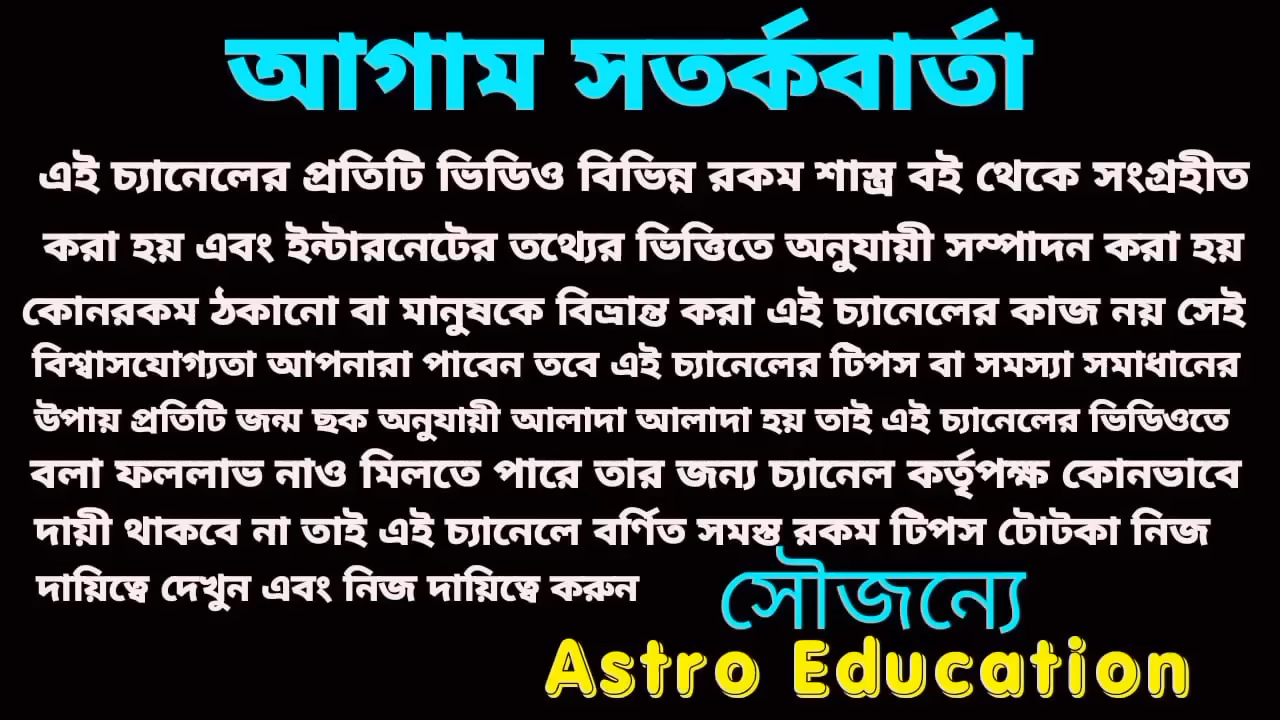 আগাম সতর্কবার্তা
এই চ্যানেলের প্রতিটি ভিডিও বিভিন্ন রকম শাস্ত্র বই থেকে সংগ্রহীত
করা হয় এবং ইন্টারনেটের তথ্যের ভিত্তিতে অনুযায়ী সম্পাদন করা হয়
কোনরকম ঠকানো বা মানুষকে বিভ্রান্ত করা এই চ্যানেলের কাজ নয় সেই
বিশ্বাসযোগ্যতা আপনারা পাবেন তবে এই চ্যানেলের টিপস বা সমস্যা সমাধানের
উপায় প্রতিটি জন্ম ছক অনুযায়ী আলাদা আলাদা হয় তাই এই চ্যানেলের ভিডিওতে
বলা ফললাভ নাও মিলতে পারে তার জন্য চ্যানেল কর্তৃপক্ষ কোনভাবে
দায়ী থাকবে না তাই এই চ্যানেলে বর্ণিত সমস্ত রকম টিপস টোটকা নিজ
দায়িত্বে দেখুন এবং নিজ দায়িত্বে করুন
সৌজন্যে
Astro Education